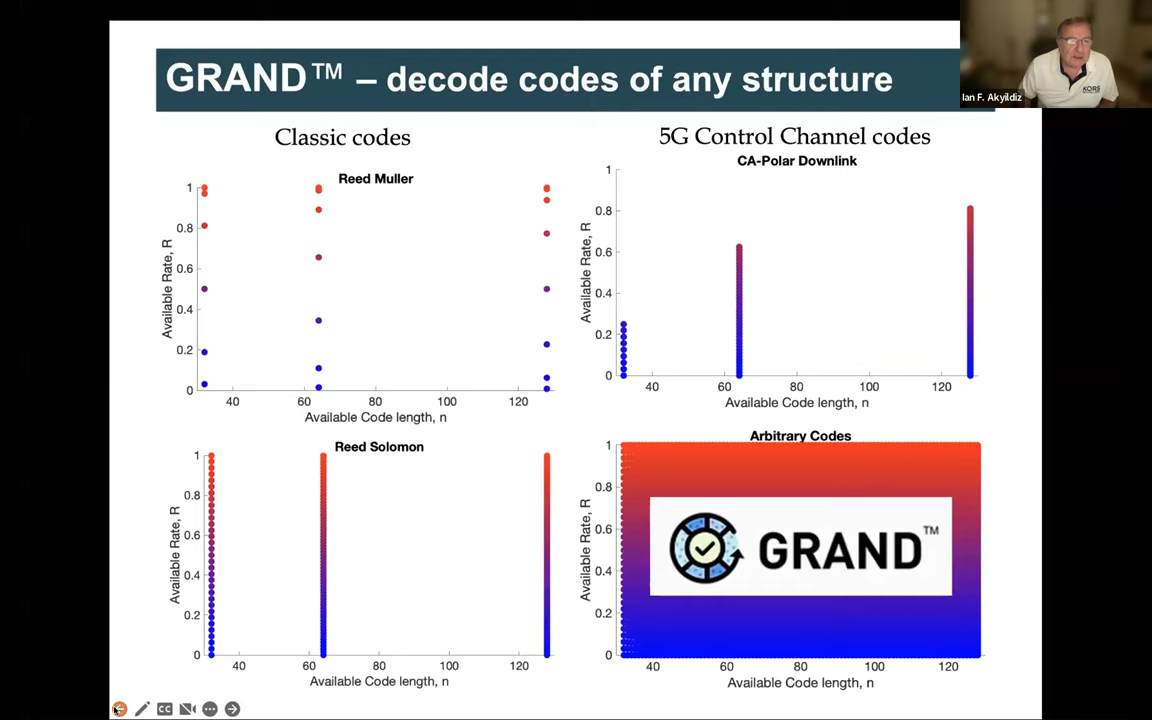 GRAND™ – decode codes of any structure
Ian F. Akyildiz
KORS
Classic codes
5G Control Channel codes
Reed Muller
Available Rate, R
1
0.8
0.6
0.4
0.2
0
40
60
80
100
120
Available Code length, n
CA-Polar Downlink
Available Rate, R
1
0.8
0.6
0.4
0.2
0
40
60
80
100
120
Available Code length, n
Reed Solomon
Available Rate, R
1
0.8
0.6
0.4
0.2
0
40
60
80
100
120
Available Code length, n
Arbitrary Codes
Available Rate, R
1
0.8
0.6
0.4
0.2
0
GRAND™
40
60
80
100
120
Available Code length, n
CC